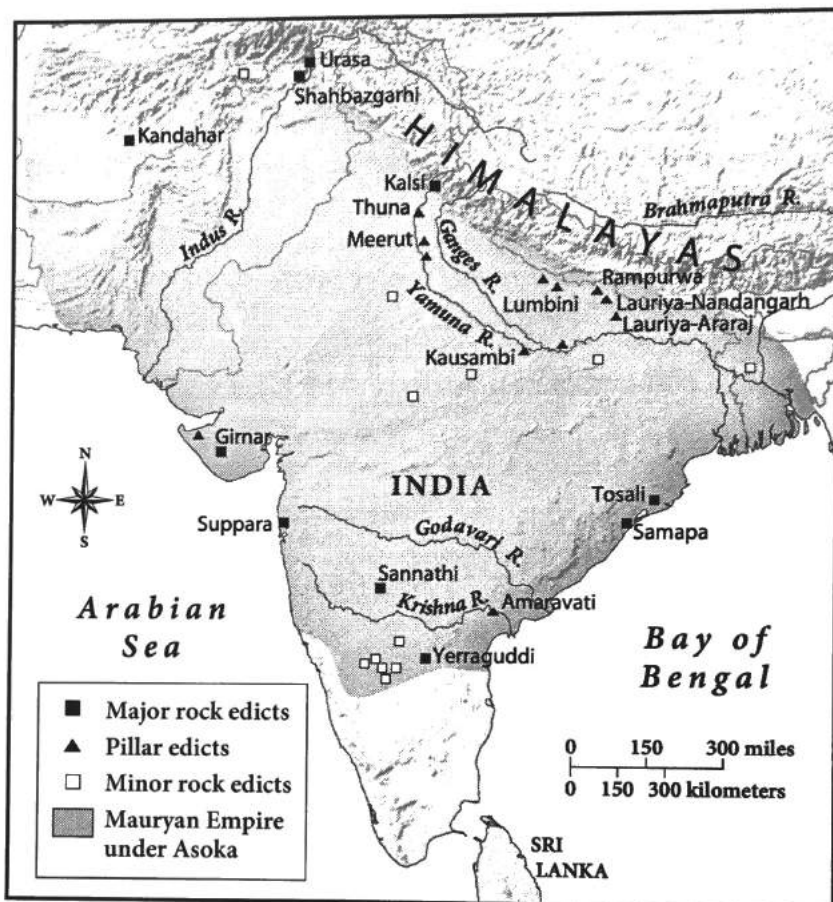 Urasa
Shahbazgarhi
Kandahar
HIMALAYAS
Kalsi
Thuna
Brahmaputra R.
Indus R.
Meerut
Ganges R.
Rampurwa
Lumbini
Lauriya-Nandangarh
Lauriya-Araraj
Yamuna R.
Kausambi
Girnar
N
W E
S
INDIA
Tosali
Suppara
Godavari R.
Samapa
Sannathi
Arabian
Sea
Krishna R.
Amaravati
Bay of
Bengal
Yerraguddi
Major rock edicts
Pillar edicts
Minor rock edicts
Mauryan Empire
under Asoka
0 150 300 miles
0 150 300 kilometers
SRI
LANKA